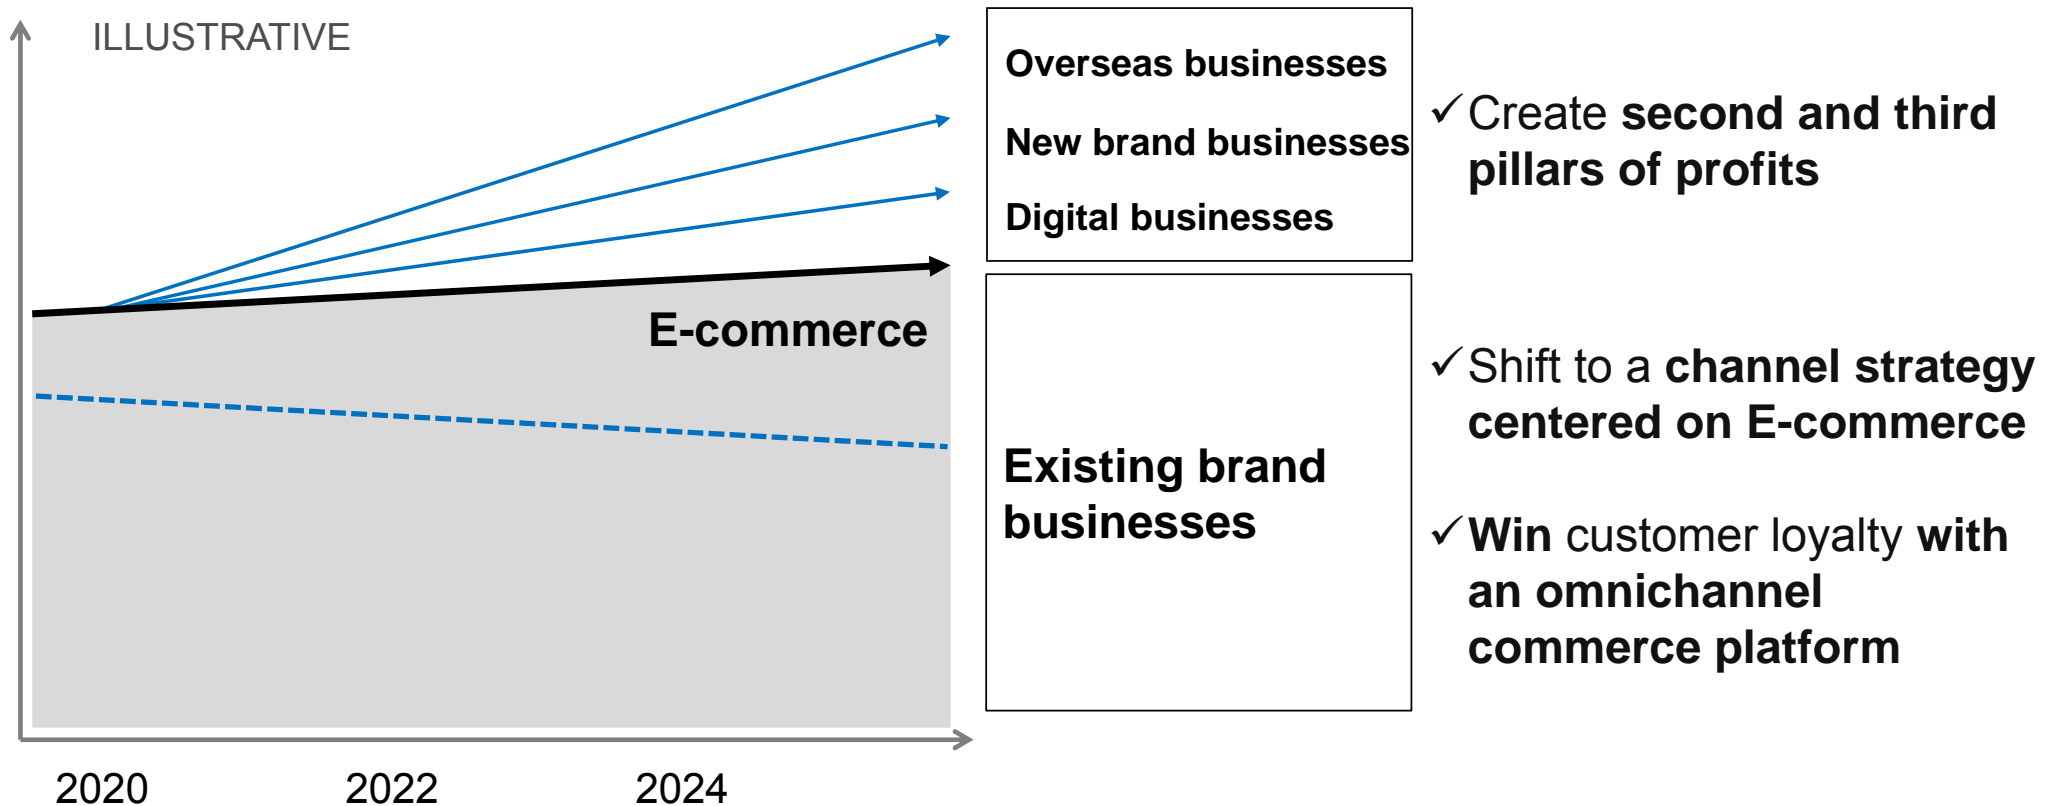 ILLUSTRATIVE
Overseas businesses
New brand businesses
Digital businesses
✓Create second and third
pillars of profits
E-commerce
Existing brand
businesses
✓Shift to a channel strategy
centered on E-commerce
✓Win customer loyalty with
an omnichannel
commerce platform
2020
2022
2024